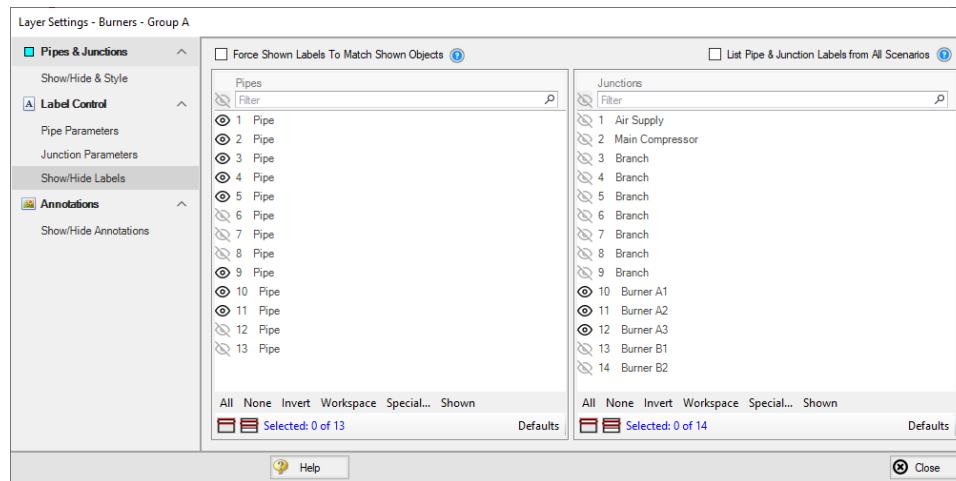 Layer Settings - Burners - Group A
Pipes & Junctions
Show/Hide & Style
A Label Control
Pipe Parameters
Junction Parameters
Show/Hide Labels
Annotations
Show/Hide Annotations
Force Shown Labels To Match Shown Objects ?
List Pipe & Junction Labels from All Scenarios ?
Pipes
Filter
1 Pipe
2 Pipe
3 Pipe
4 Pipe
5 Pipe
6 Pipe
7 Pipe
8 Pipe
9 Pipe
10 Pipe
11 Pipe
12 Pipe
13 Pipe
All None Invert Workspace Special... Shown
Selected: 0 of 13 Defaults
Junctions
Filter
1 Air Supply
2 Main Compressor
3 Branch
4 Branch
5 Branch
6 Branch
7 Branch
8 Branch
9 Branch
10 Burner A1
11 Burner A2
12 Burner A3
13 Burner B1
14 Burner B2
All None Invert Workspace Special... Shown
Selected: 0 of 14 Defaults
? Help
Close